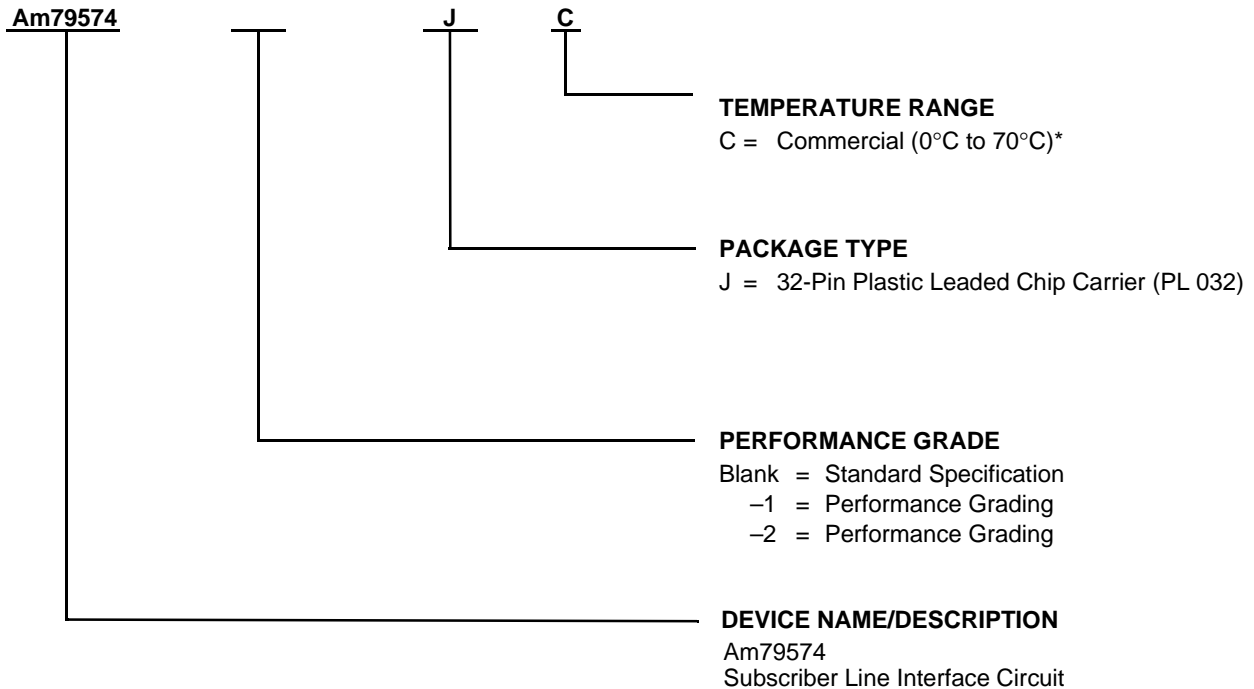 Am79574 J C
TEMPERATURE RANGE
C = Commercial (0°C to 70°C)*
PACKAGE TYPE
J = 32-Pin Plastic Leaded Chip Carrier (PL 032)
PERFORMANCE GRADE
Blank = Standard Specification
–1 = Performance Grading
–2 = Performance Grading
DEVICE NAME/DESCRIPTION
Am79574
Subscriber Line Interface Circuit